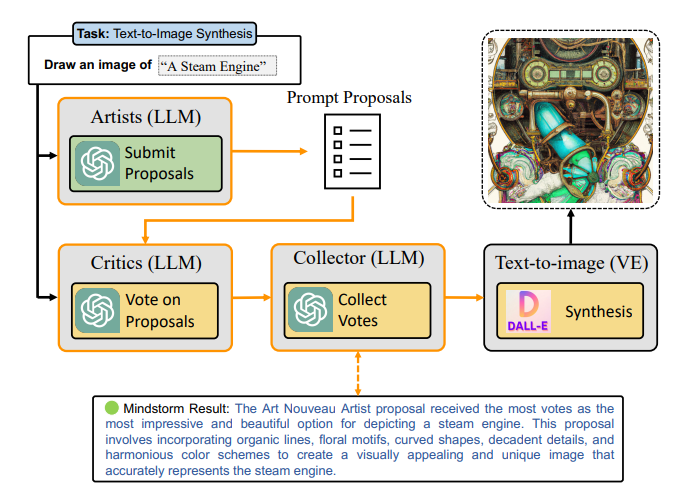 Task: Text-to-Image Synthesis
Draw an image of “A Steam Engine”
Artists (LLM)
Submit
Proposals
Prompt Proposals
Critics (LLM)
Vote on
Proposals
Collector (LLM)
Collect
Votes
Text-to-image (VE)
DALL-E
Synthesis
Mindstorm Result: The Art Nouveau Artist proposal received the most votes as the
most impressive and beautiful option for depicting a steam engine. This proposal
involves incorporating organic lines, floral motifs, curved shapes, decadent details, and
harmonious color schemes to create a visually appealing and unique image that
accurately represents the steam engine.